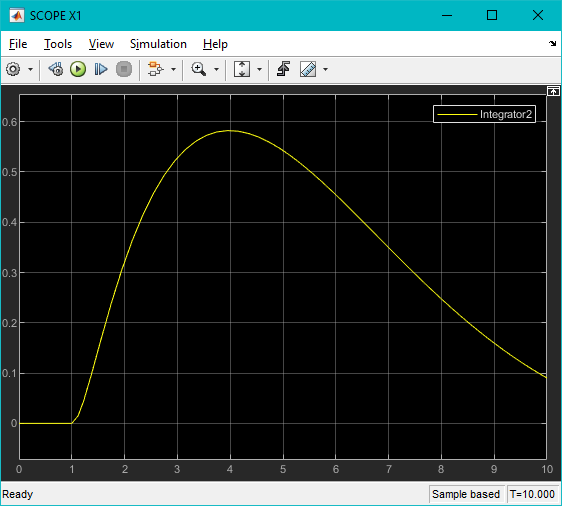 SCOPE X1
File Tools View Simulation Help
Integrator2
0.6
0.5
0.4
0.3
0.2
0.1
0
0 1 2 3 4 5 6 7 8 9 10
Ready Sample based T=10.000